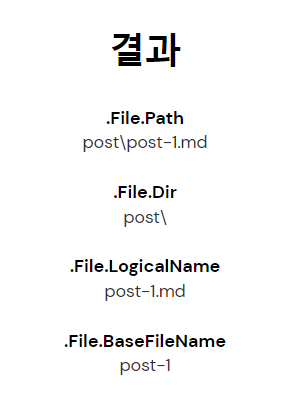 결과
.File.Path
post\post-1.md
.File.Dir
post\
.File.LogicalName
post-1.md
.File.BaseFileName
post-1